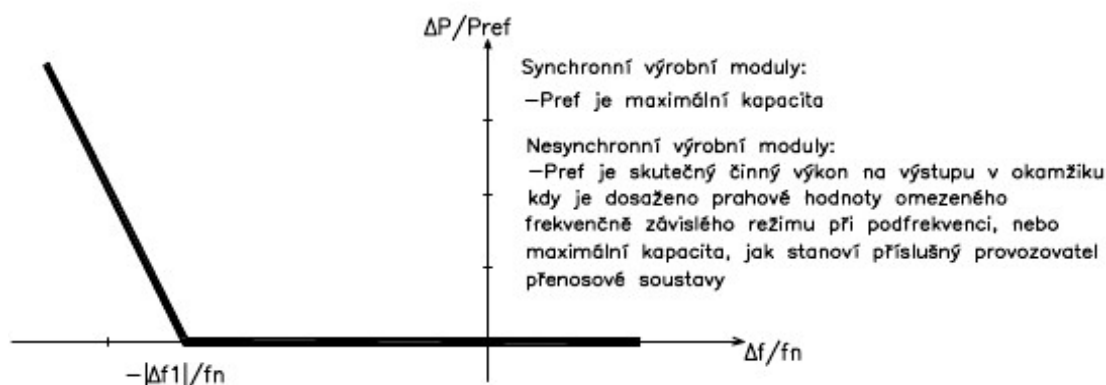 ΔP/Pref
Synchronní výrobní moduly:
-Pref je maximální kapacita
Nesynchronní výrobní moduly:
-Pref je skutečný činný výkon na výstupu v okamžiku
kdy je dosaženo prahové hodnoty omezeného
frekvenčně závislého režimu při podfrekvenci, nebo
maximální kapacita, jak stanoví příslušný provozovatel
přenosové soustavy
Δf/fn
-|Δf1|/fn